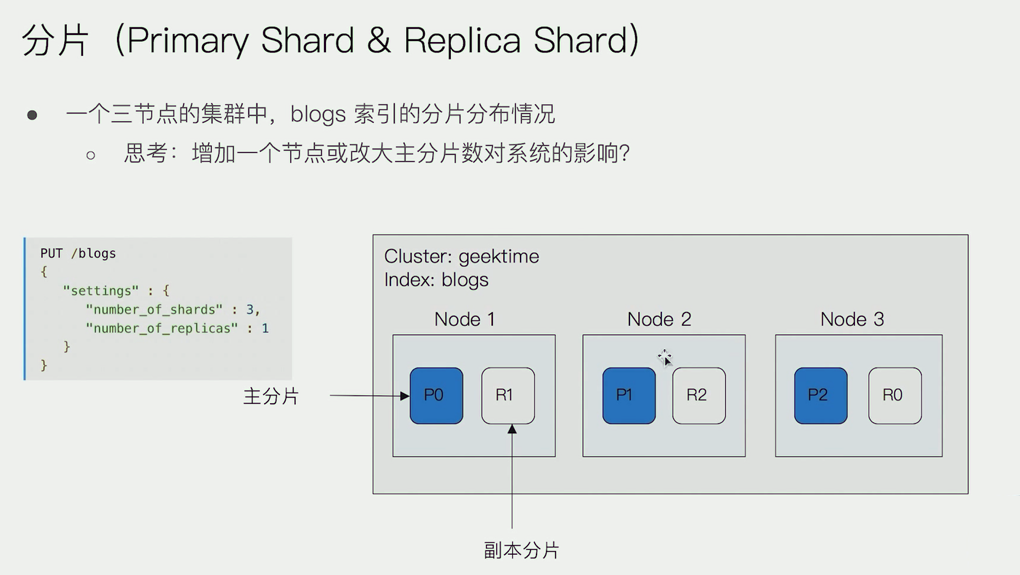 分片（Primary Shard & Replica Shard）
● 一个三节点的集群中，blogs 索引的分片分布情况
○ 思考：增加一个节点或改大主分片数对系统的影响？
PUT /blogs
{
"settings" : {
"number_of_shards" : 3,
"number_of_replicas" : 1
}
}
Cluster: geektime
Index: blogs
Node 1
Node 2
Node 3
主分片
P0
R1
P1
R2
P2
R0
副本分片